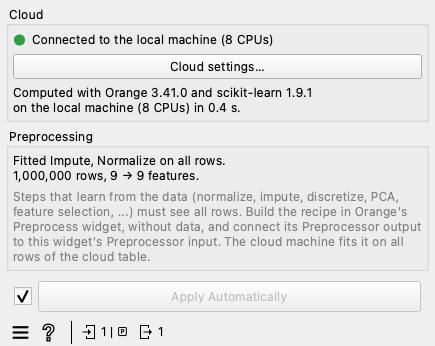 Cloud
Connected to the local machine (8 CPUs)
Cloud settings...
Computed with Orange 3.41.0 and scikit-learn 1.9.1
on the local machine (8 CPUs) in 0.4 s.
Preprocessing
Fitted Impute, Normalize on all rows.
1,000,000 rows, 9 → 9 features.
Steps that learn from the data (normalize, impute, discretize, PCA,
feature selection, ...) must see all rows. Build the recipe in Orange's
Preprocess widget, without data, and connect its Preprocessor output
to this widget's Preprocessor input. The cloud machine fits it on all
rows of the cloud table.
Apply Automatically
? 1 | P 1